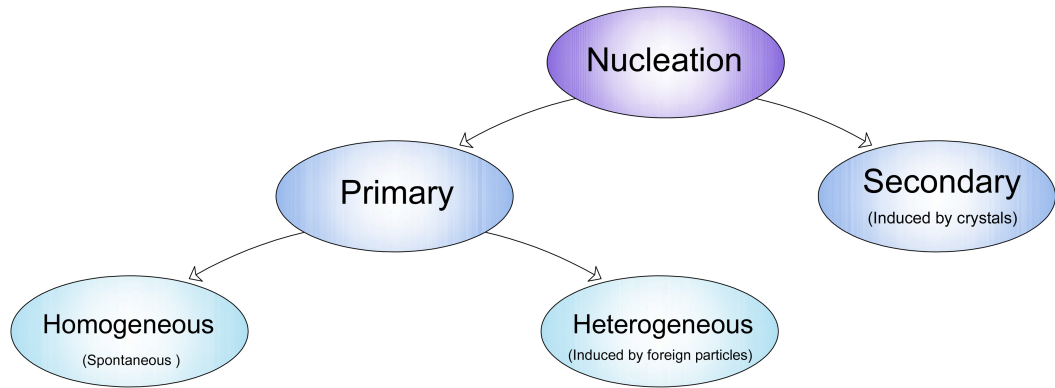 Nucleation
Primary
Secondary
(Induced by crystals)
Homogeneous
(Spontaneous )
Heterogeneous
(Induced by foreign particles)